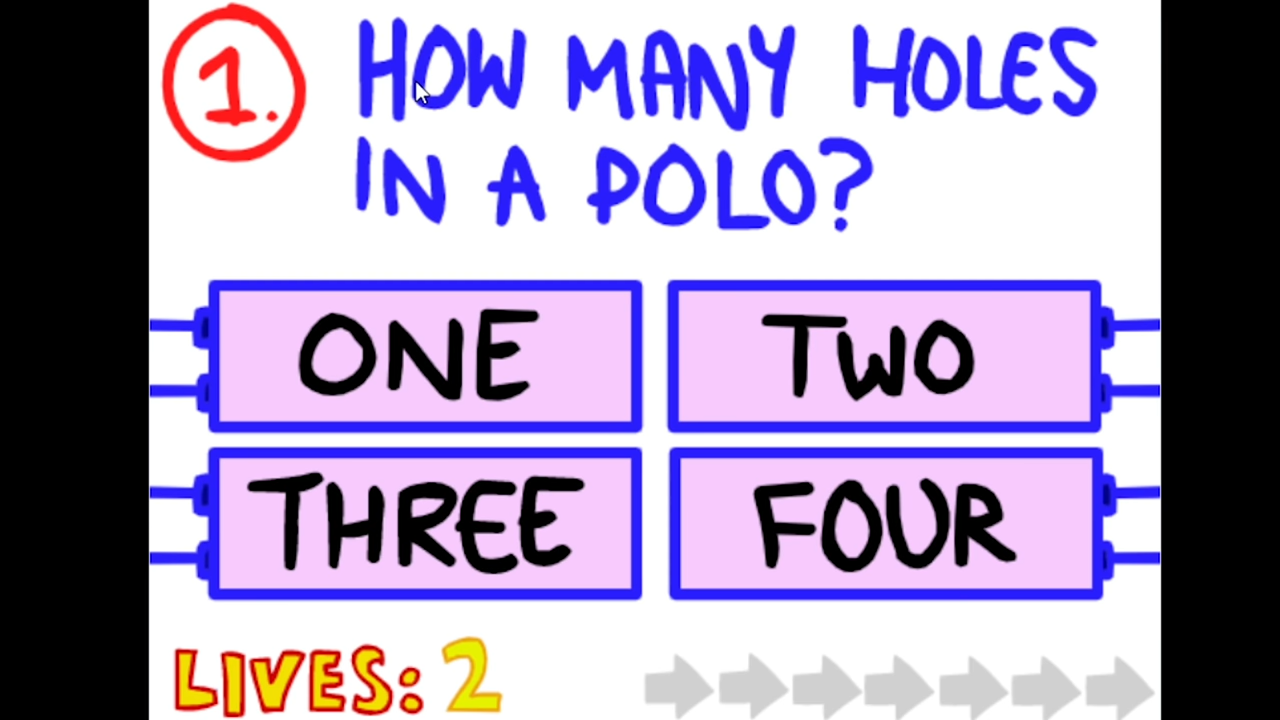 1.
HOW MANY HOLES
IN A POLO?
ONE
TWO
THREE
FOUR
LIVES: 2